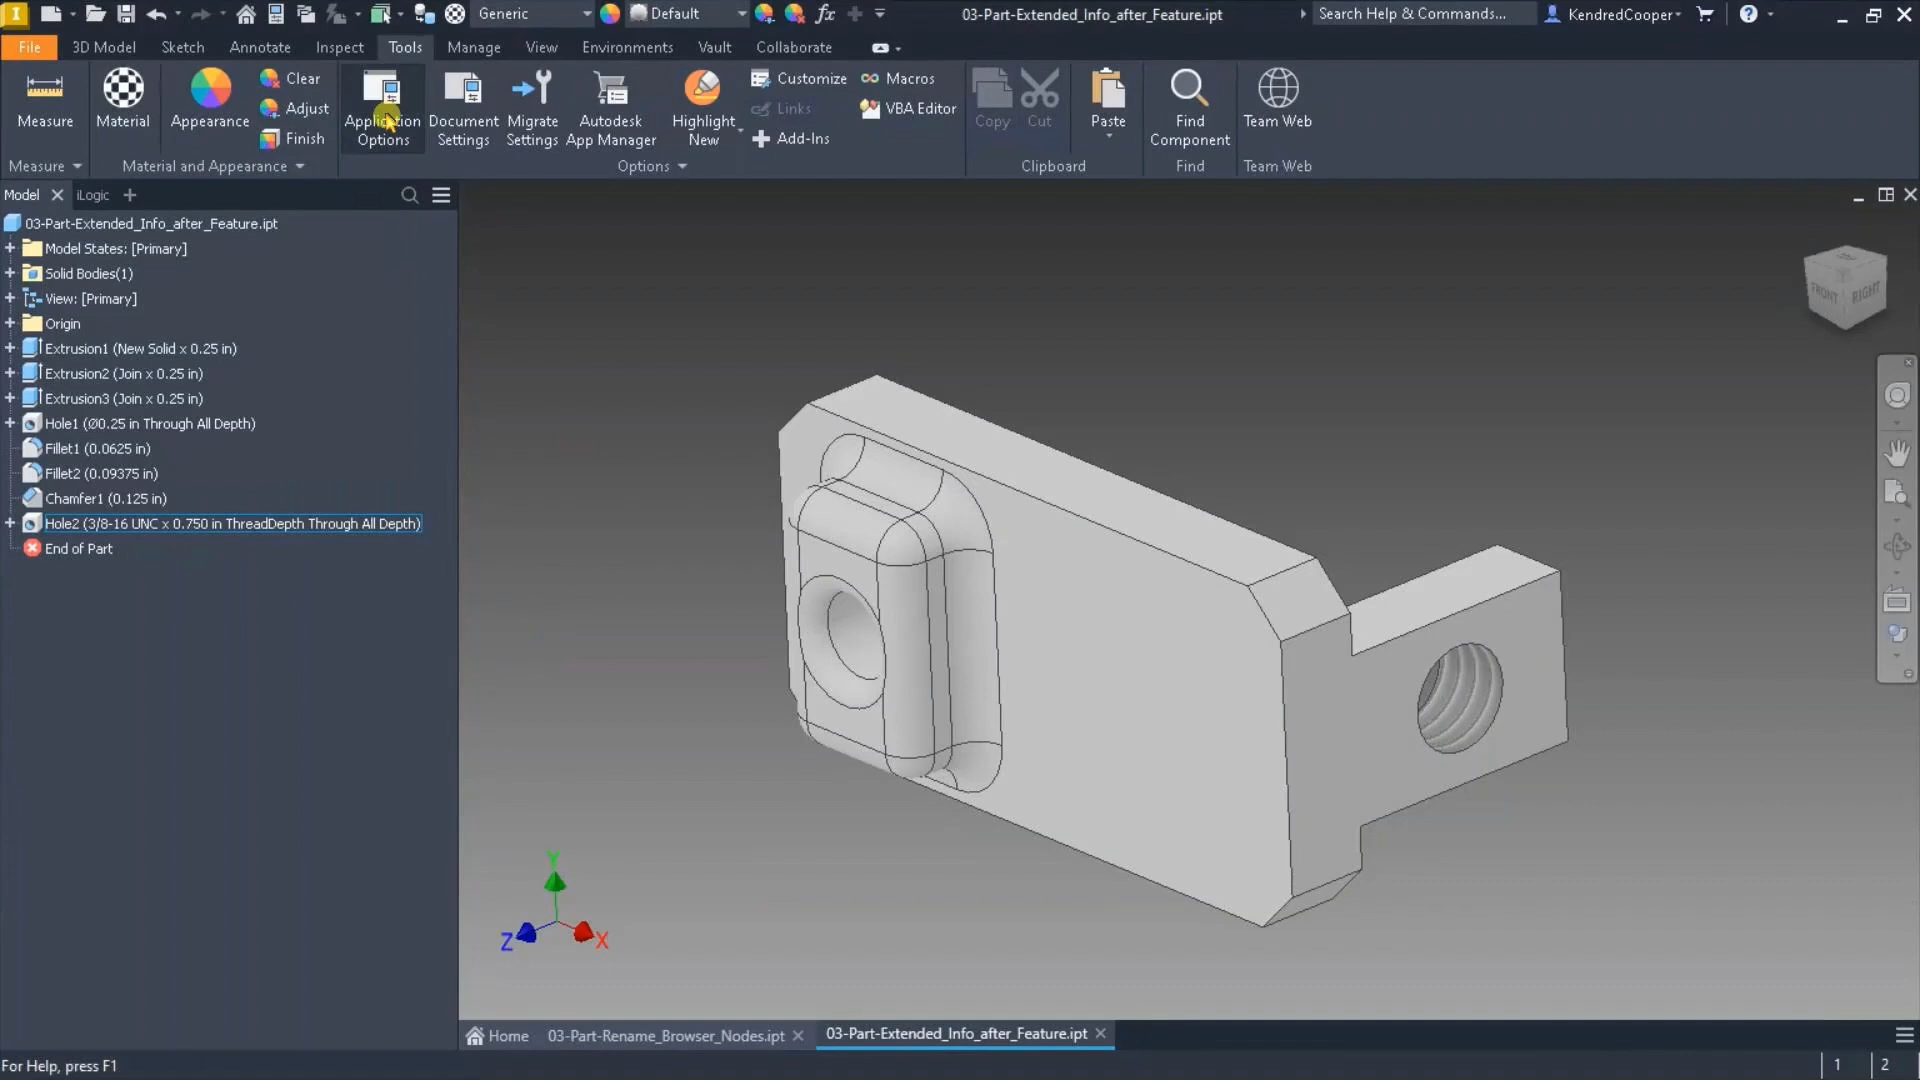 Generic
Default
fx
03-Part-Extended_Info_after_Feature.ipt
Search Help & Commands...
KendredCooper
File
3D Model
Sketch
Annotate
Inspect
Tools
Manage
View
Environments
Vault
Collaborate
Measure
Material
Appearance
Clear
Adjust
Finish
Application
Options
Document
Settings
Migrate
Settings
Autodesk
App Manager
Highlight
New
Customize
Links
Add-Ins
Macros
VBA Editor
Copy
Cut
Paste
Find
Component
Team Web
Measure
Material and Appearance
Options
Clipboard
Find
Team Web
Model
iLogic
03-Part-Extended_Info_after_Feature.ipt
Model States: [Primary]
Solid Bodies(1)
View: [Primary]
Origin
Extrusion1 (New Solid x 0.25 in)
Extrusion2 (Join x 0.25 in)
Extrusion3 (Join x 0.25 in)
Hole1 (Ø0.25 in Through All Depth)
Fillet1 (0.0625 in)
Fillet2 (0.09375 in)
Chamfer1 (0.125 in)
Hole2 (3/8-16 UNC x 0.750 in ThreadDepth Through All Depth)
End of Part
FRONT
RIGHT
Y
Z
X
Home
03-Part-Rename_Browser_Nodes.ipt
03-Part-Extended_Info_after_Feature.ipt
For Help, press F1
1
2